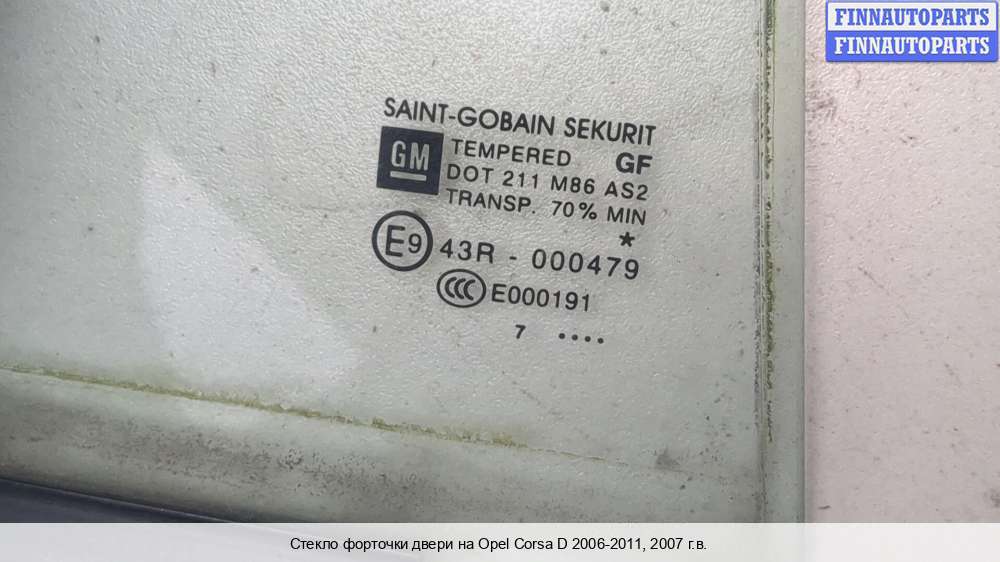 FINNAUTOPARTS
FINNAUTOPARTS
SAINT-GOBAIN SEKURIT
GM TEMPERED GF
DOT 211 M86 AS2
TRANSP. 70% MIN
*
E9 43R - 000479
CCC E000191
7 ....
Стекло форточки двери на Opel Corsa D 2006-2011, 2007 г.в.